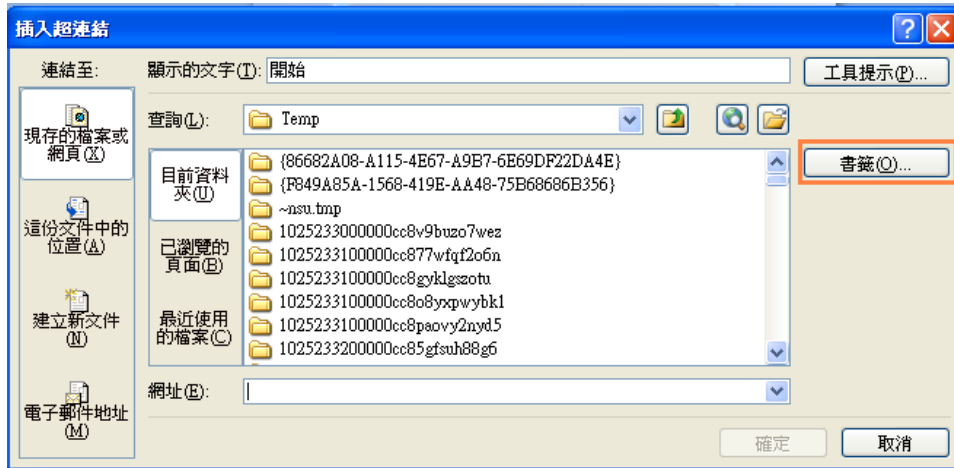 插入超連結
連結至:
顯示的文字(T): 開始
工具提示(P)...
現存的檔案或
網頁(X)
查詢(L):
Temp
書籤(O)...
目前資料
夾(U)
{86682A08-A115-4E67-A9B7-6E69DF22DA4E}
{F849A85A-1568-419E-AA48-75B68686B356}
~nsu.tmp
1025233000000cc8v9buzo7wez
1025233100000cc877wfqf2o6n
1025233100000cc8gyklgszotu
1025233100000cc8o8yxpwybk1
1025233100000cc8paovy2nyd5
1025233200000cc85gfsuh88g6
這份文件中的
位置(A)
已瀏覽的
頁面(B)
建立新文件
(N)
最近使用
的檔案(C)
電子郵件地址
(M)
網址(E):
確定
取消